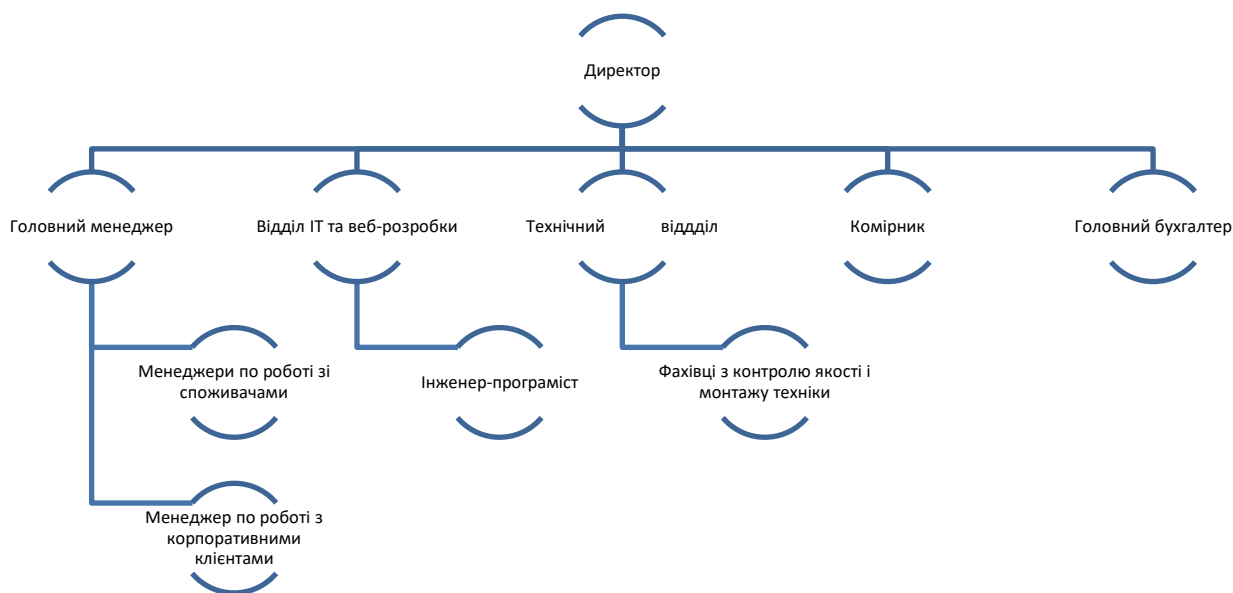 Директор
Головний менеджер
Відділ ІТ та веб-розробки
Технічний віддділ
Комірник
Головний бухгалтер
Менеджери по роботі зі
споживачами
Інженер-програміст
Фахівці з контролю якості і
монтажу техніки
Менеджер по роботі з
корпоративними
клієнтами